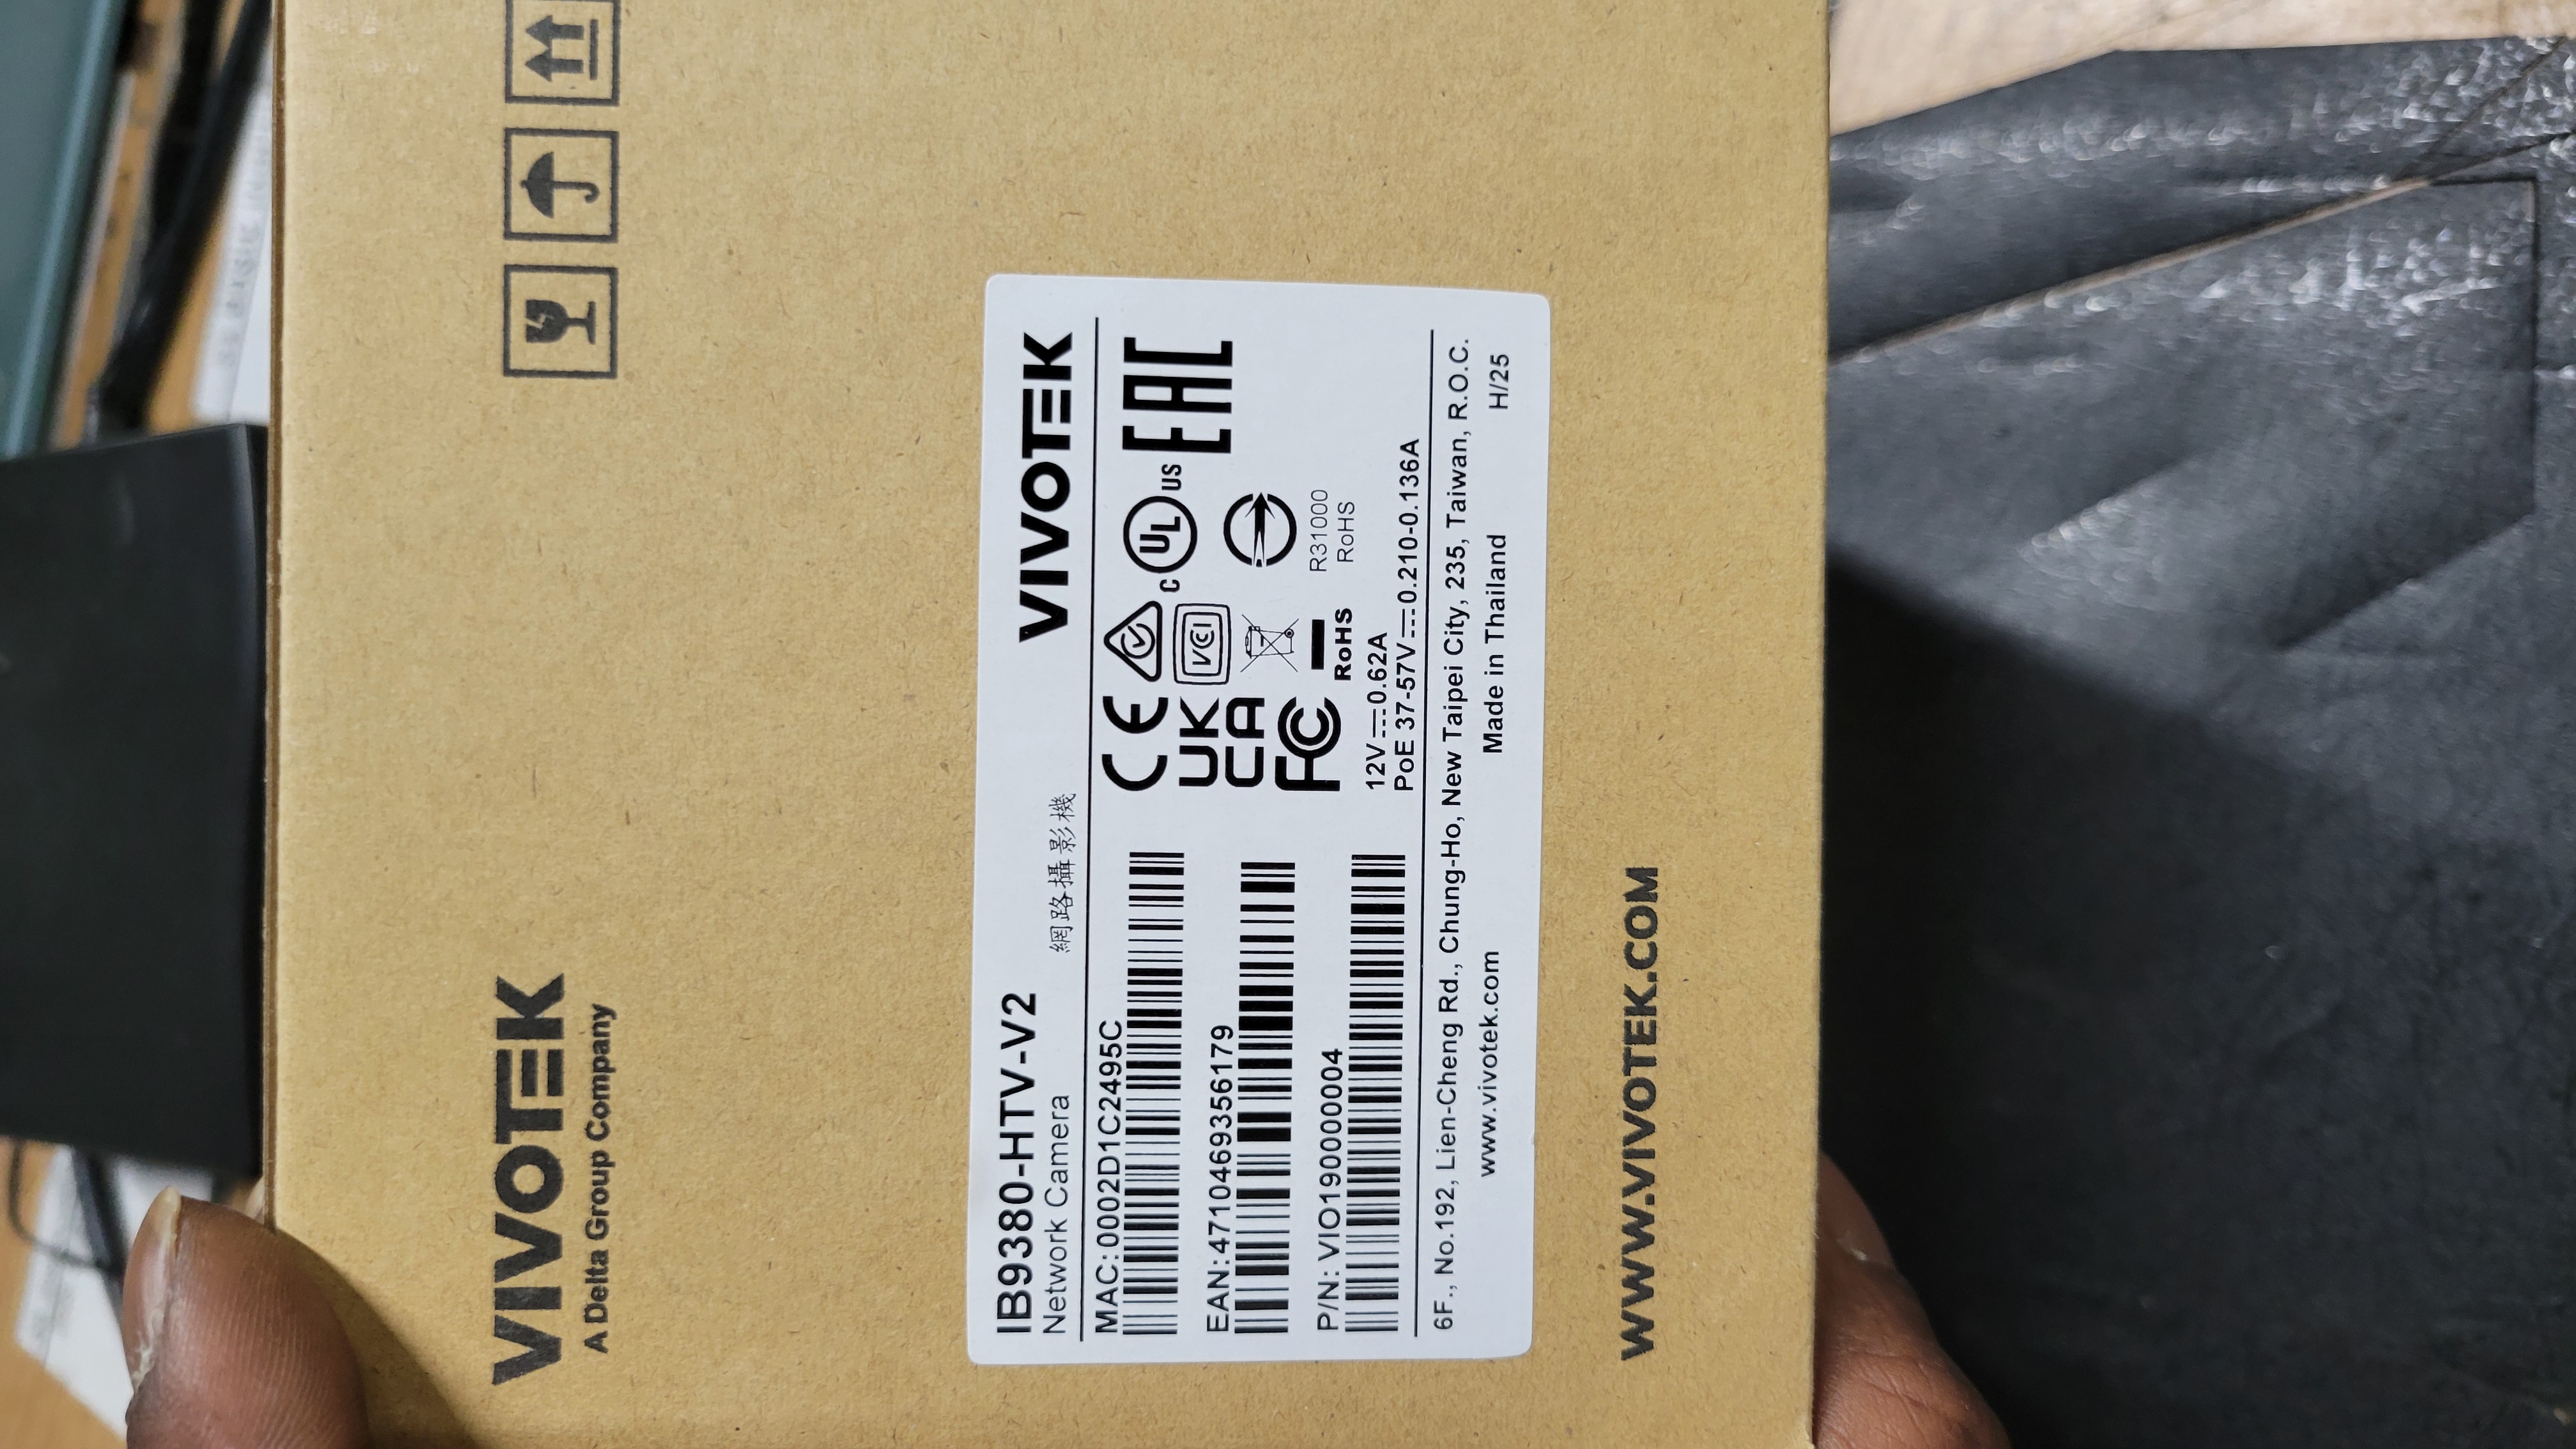 VIVOTEK
A Delta Group Company
IB9380-HTV-V2
Network Camera
網路攝影機
VIVOTEK
MAC:0002D1C2495C
EAN:4710469356179
P/N: VIO190000004
CE
UK
CA
FC
VCI
RoHS
C UL US
EAC
R31000
RoHS
12V⎓0.62A
PoE 37-57V⎓0.210-0.136A
6F., No.192, Lien-Cheng Rd., Chung-Ho, New Taipei City, 235, Taiwan, R.O.C.
www.vivotek.com
Made in Thailand
H/25
WWW.VIVOTEK.COM